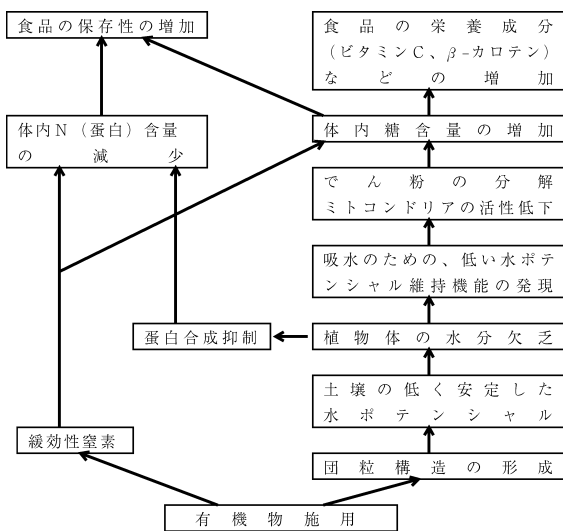 食品の保存性の増加
食品の栄養成分
（ビタミンC、β-カロテン）
などの増加
体内N（蛋白）含量
の減少
体内糖含量の増加
でん粉の分解
ミトコンドリアの活性低下
吸水のための、低い水ポテ
ンシャル維持機能の発現
蛋白合成抑制
植物体の水分欠乏
土壌の低く安定した
水ポテンシャル
緩効性窒素
団粒構造の形成
有機物施用